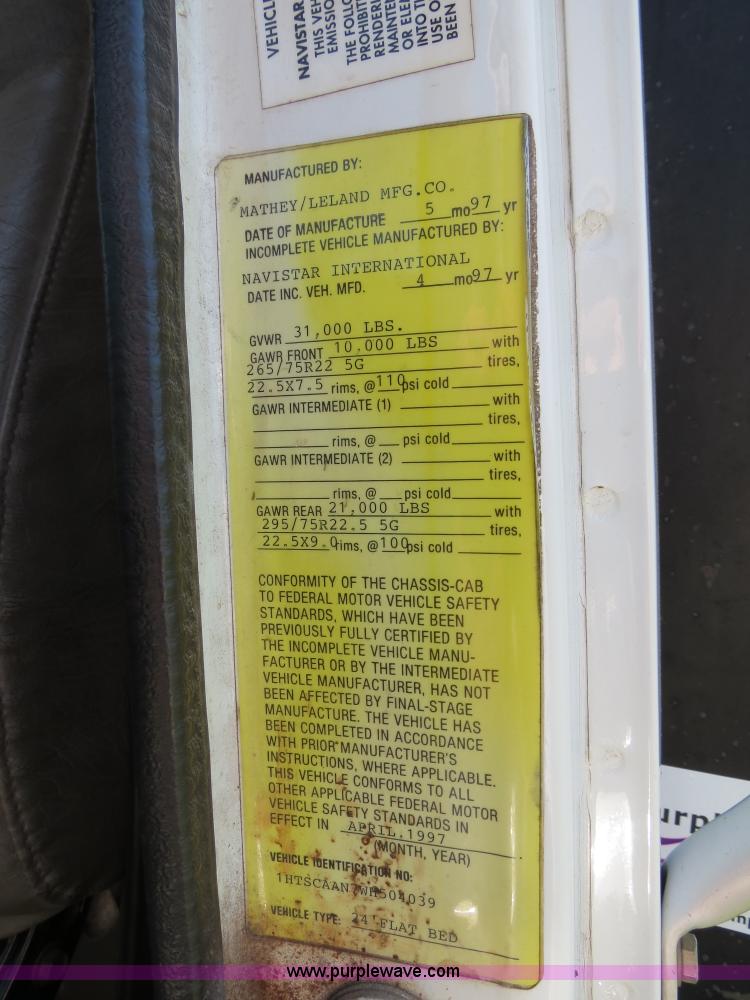 VEHICL
NAVISTAR
THIS VEH
EMISSIO
THE FOLLO
PROHIBITI
RENDERI
MAINTEN
OR ELEM
INTO TH
USE O
BEEN
MANUFACTURED BY:
MATHEY/LELAND MFG.CO.
DATE OF MANUFACTURE 5 mo 97 yr
INCOMPLETE VEHICLE MANUFACTURED BY:
NAVISTAR INTERNATIONAL
DATE INC. VEH. MFD. 4 mo 97 yr
GVWR 31,000 LBS.
GAWR FRONT 10.000 LBS with
265/75R22 5G tires,
22.5X7.5 rims, @ 110 psi cold
GAWR INTERMEDIATE (1) with
tires,
rims, @ psi cold
GAWR INTERMEDIATE (2) with
tires,
rims, @ psi cold
GAWR REAR 21,000 LBS with
295/75R22.5 5G tires,
22.5X9.0 rims, @ 100 psi cold
CONFORMITY OF THE CHASSIS-CAB
TO FEDERAL MOTOR VEHICLE SAFETY
STANDARDS, WHICH HAVE BEEN
PREVIOUSLY FULLY CERTIFIED BY
THE INCOMPLETE VEHICLE MANU-
FACTURER OR BY THE INTERMEDIATE
VEHICLE MANUFACTURER, HAS NOT
BEEN AFFECTED BY FINAL-STAGE
MANUFACTURE. THE VEHICLE HAS
BEEN COMPLETED IN ACCORDANCE
WITH PRIOR MANUFACTURER'S
INSTRUCTIONS, WHERE APPLICABLE.
THIS VEHICLE CONFORMS TO ALL
OTHER APPLICABLE FEDERAL MOTOR
VEHICLE SAFETY STANDARDS IN
EFFECT IN APRIL,1997
(MONTH, YEAR)
VEHICLE IDENTIFICATION NO:
1HTSCAAN7WH504039
VEHICLE TYPE: 24'FLAT BED
urpl
www.purplewave.com